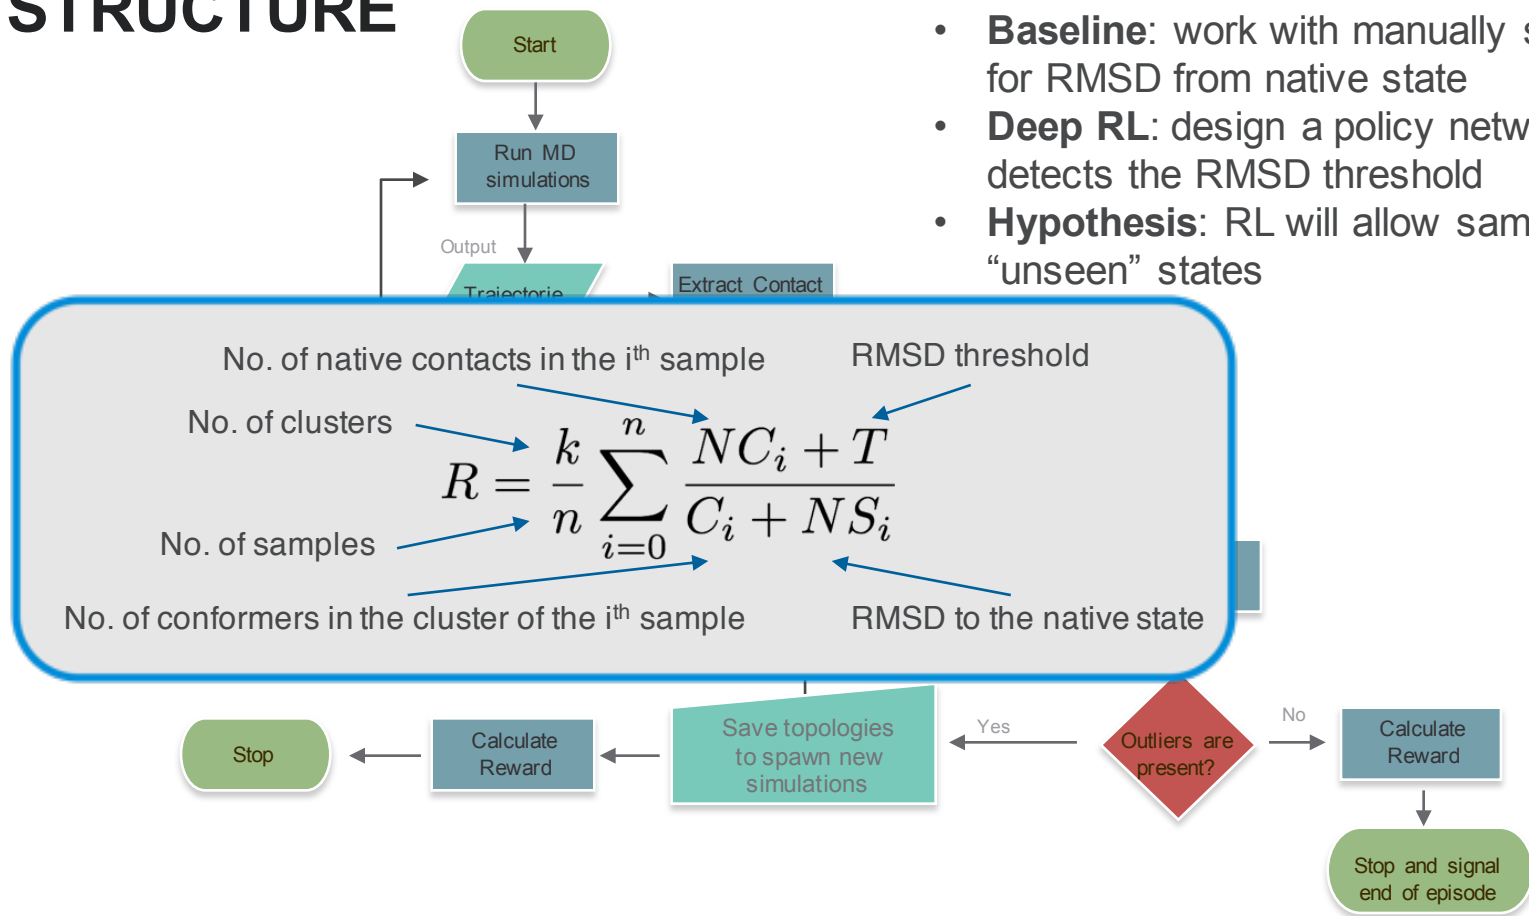 STRUCTURE
• Baseline: work with manually
for RMSD from native state
• Deep RL: design a policy
detects the RMSD threshold
• Hypothesis: RL will allow
“unseen” states
Start
Run MD
simulations
Output
Trajectorie
Extract Contact
No. of native contacts in the iᵗʰ sample
RMSD threshold
No. of clusters
R = \frac{k}{n} \sum_{i=0}^{n} \frac{NC_i + T}{C_i + NS_i}
No. of samples
No. of conformers in the cluster of the iᵗʰ sample
RMSD to the native state
Stop
Calculate
Reward
Save topologies
to spawn new
simulations
Yes
Outliers are
present?
No
Calculate
Reward
Stop and signal
end of episode